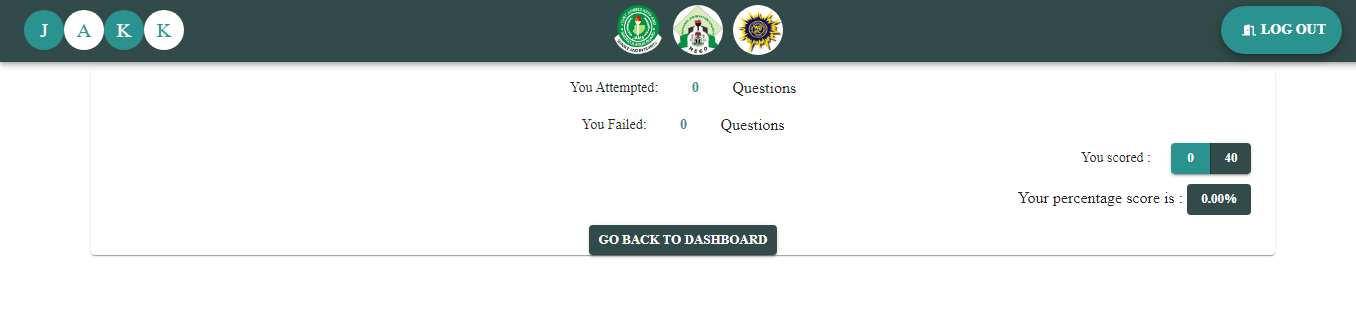 J A K K
LOG OUT
You Attempted: 0 Questions
You Failed: 0 Questions
You scored : 0 40
Your percentage score is : 0.00%
GO BACK TO DASHBOARD